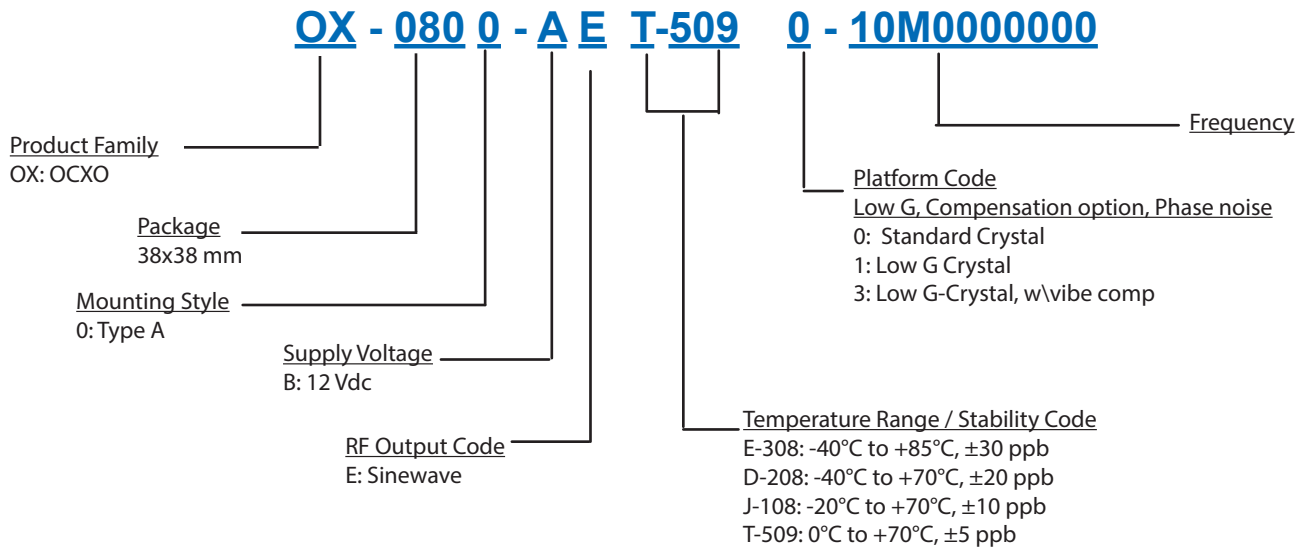 OX - 080 0 - A E T-509 0 - 10M0000000
Product Family
OX: OCXO
Package
38x38 mm
Mounting Style
0: Type A
Supply Voltage
B: 12 Vdc
RF Output Code
E: Sinewave
Frequency
Platform Code
Low G, Compensation option, Phase noise
0: Standard Crystal
1: Low G Crystal
3: Low G-Crystal, w\vibe comp
Temperature Range / Stability Code
E-308: -40°C to +85°C, ±30 ppb
D-208: -40°C to +70°C, ±20 ppb
J-108: -20°C to +70°C, ±10 ppb
T-509: 0°C to +70°C, ±5 ppb